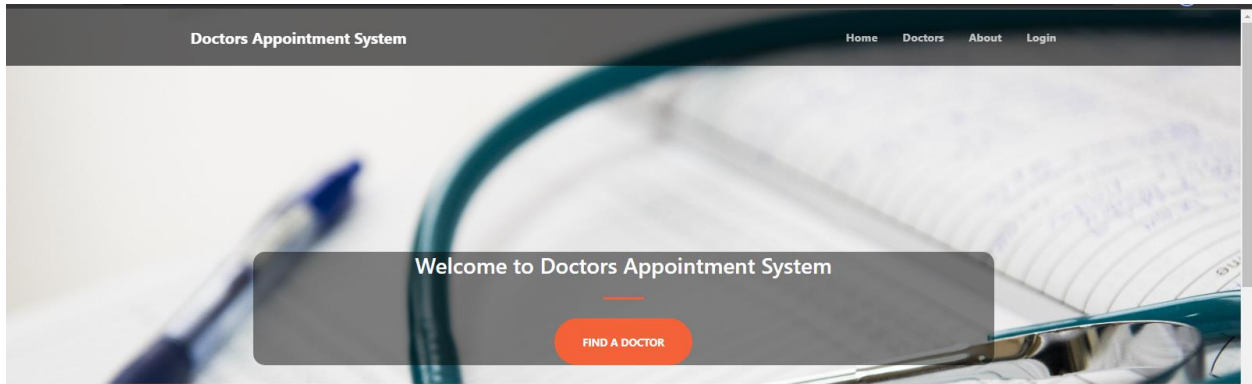 Doctors Appointment System
Home Doctors About Login
Welcome to Doctors Appointment System
FIND A DOCTOR